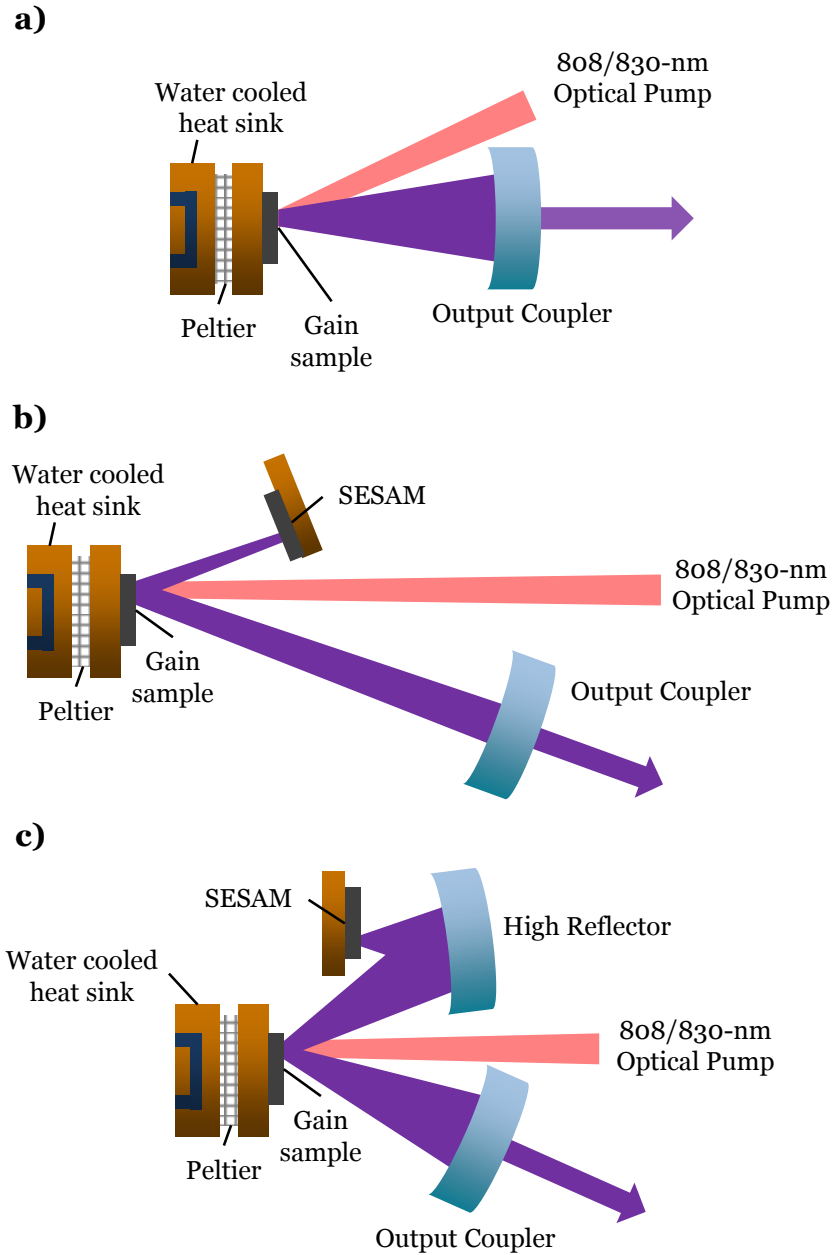 a)
808/830-nm
Optical Pump
Water cooled
heat sink
Output Coupler
Peltier
Gain
sample
b)
Water cooled
heat sink
SESAM
808/830-nm
Optical Pump
Gain
sample
Output Coupler
Peltier
c)
SESAM
High Reflector
Water cooled
heat sink
808/830-nm
Optical Pump
Gain
sample
Peltier
Output Coupler